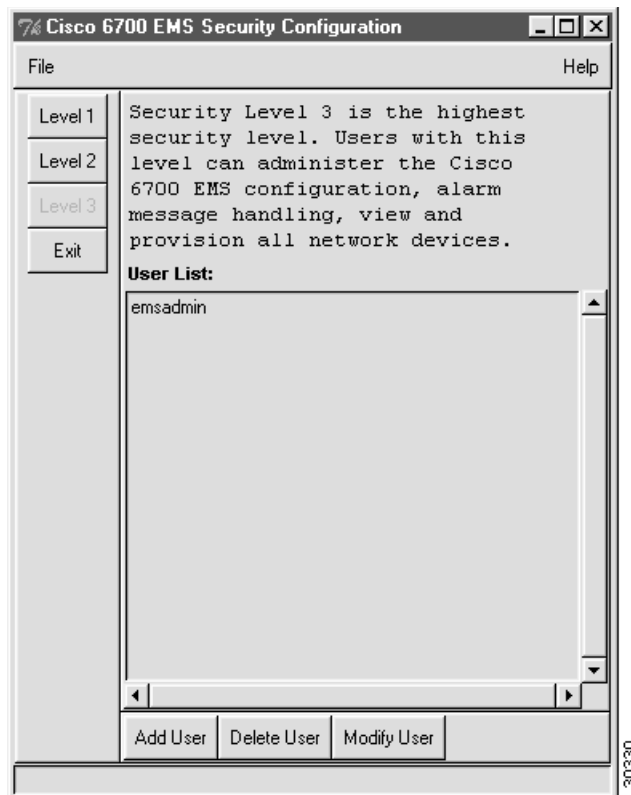 Cisco 6700 EMS Security Configuration
File Help
Level 1
Level 2
Level 3
Exit
Security Level 3 is the highest
security level. Users with this
level can administer the Cisco
6700 EMS configuration, alarm
message handling, view and
provision all network devices.
User List:
emsadmin
Add User Delete User Modify User
30330